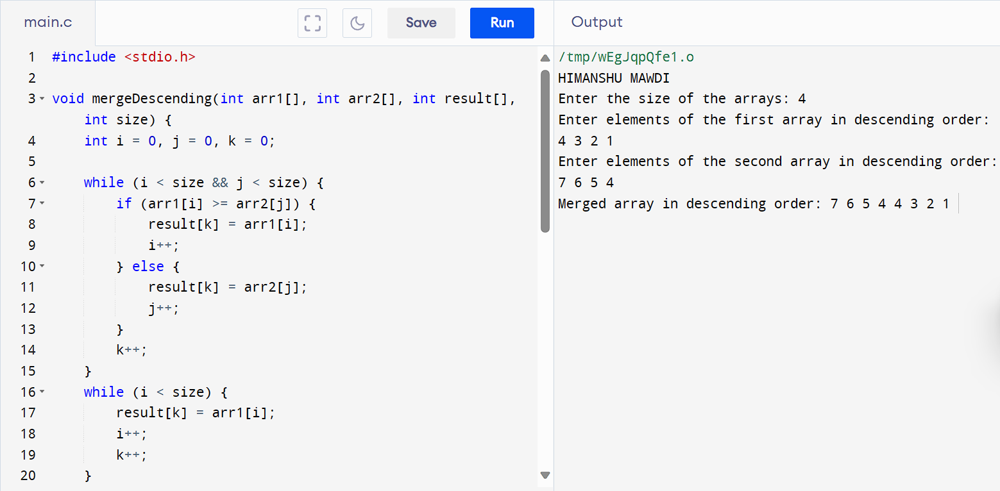 main.c
Save
Run
Output
1 #include <stdio.h>
2
3 void mergeDescending(int arr1[], int arr2[], int result[],
int size) {
4 int i = 0, j = 0, k = 0;
5
6 while (i < size && j < size) {
7 if (arr1[i] >= arr2[j]) {
8 result[k] = arr1[i];
9 i++;
10 } else {
11 result[k] = arr2[j];
12 j++;
13 }
14 k++;
15 }
16 while (i < size) {
17 result[k] = arr1[i];
18 i++;
19 k++;
20 }
/tmp/wEgJqpQfe1.o
HIMANSHU MAWDI
Enter the size of the arrays: 4
Enter elements of the first array in descending order:
4 3 2 1
Enter elements of the second array in descending order:
7 6 5 4
Merged array in descending order: 7 6 5 4 4 3 2 1